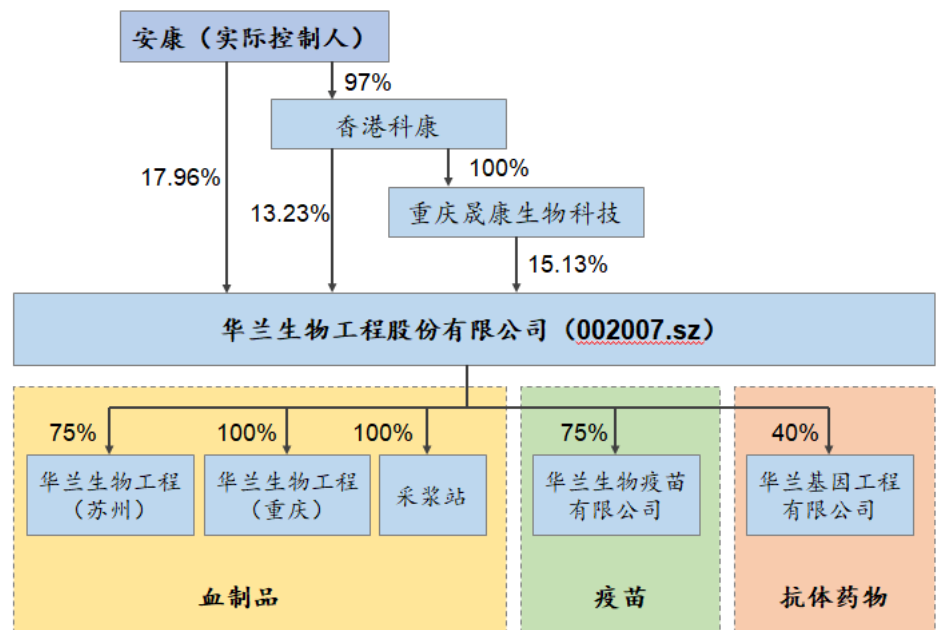 安康（实际控制人）
97%
香港科康
17.96%
13.23%
100%
重庆晟康生物科技
15.13%
华兰生物工程股份有限公司（002007.sz）
75%
100%
100%
75%
40%
华兰生物工程
（苏州）
华兰生物工程
（重庆）
采浆站
华兰生物疫苗
有限公司
华兰基因工程
有限公司
血制品
疫苗
抗体药物